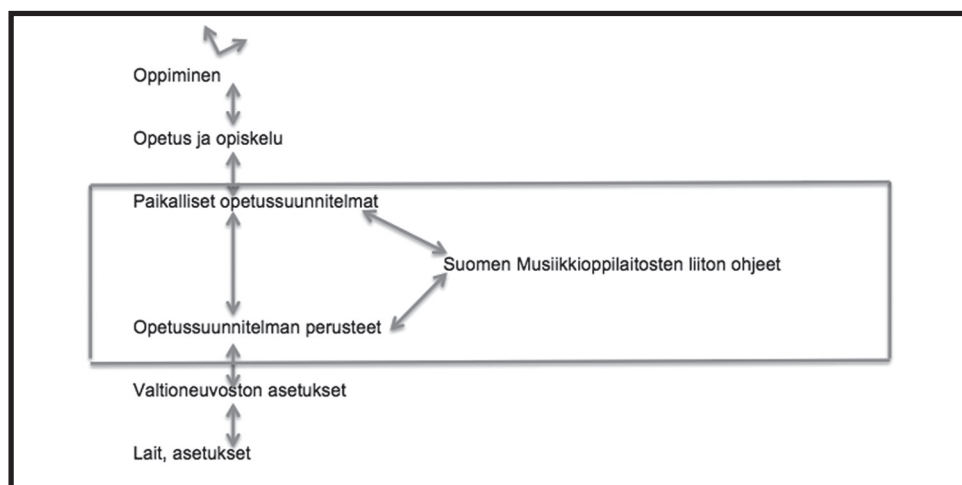 Oppiminen
Opetus ja opiskelu
Paikalliset opetussuunnitelmat
Suomen Musiikkioppilaitosten liiton ohjeet
Opetussuunnitelman perusteet
Valtioneuvoston asetukset
Lait, asetukset